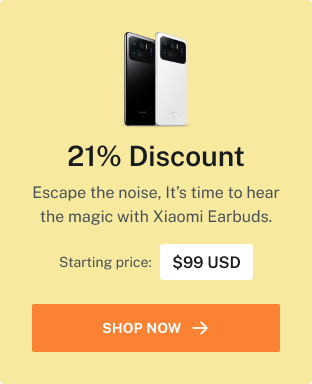 21% Discount
Escape the noise, It's time to hear
the magic with Xiaomi Earbuds.
Starting price: $99 USD
SHOP NOW